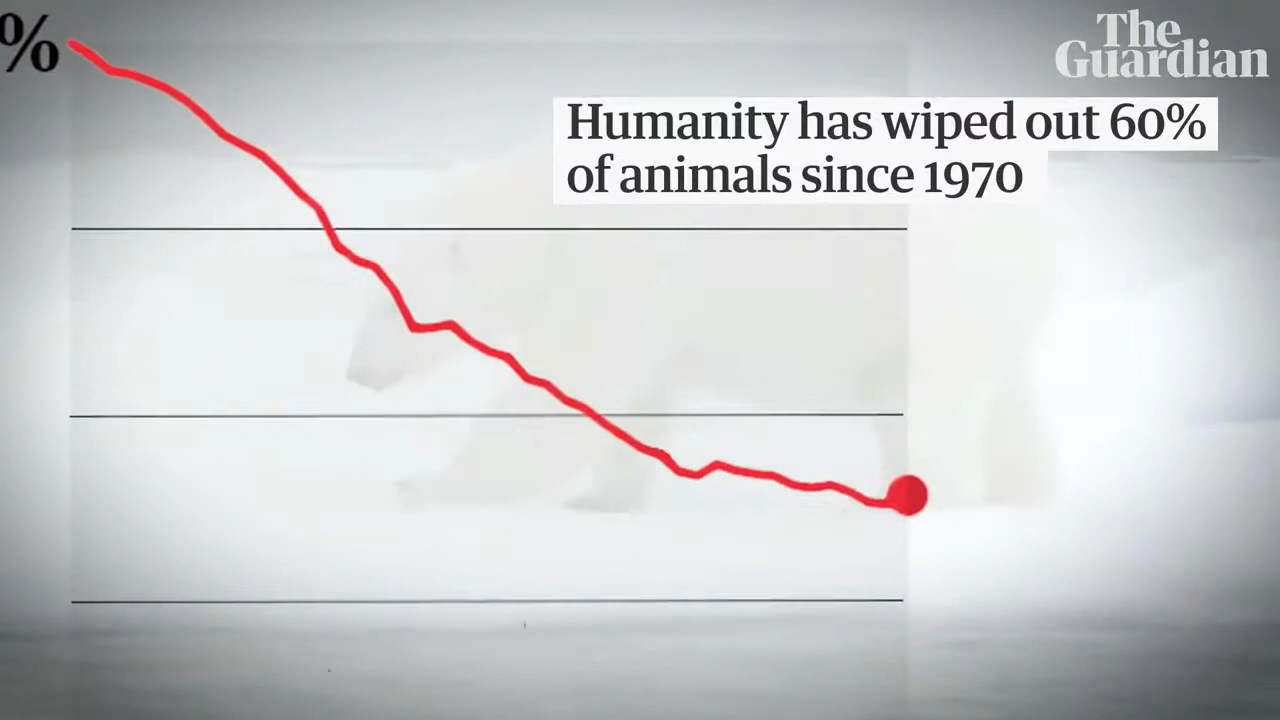 %
The
Guardian
Humanity has wiped out 60%
of animals since 1970